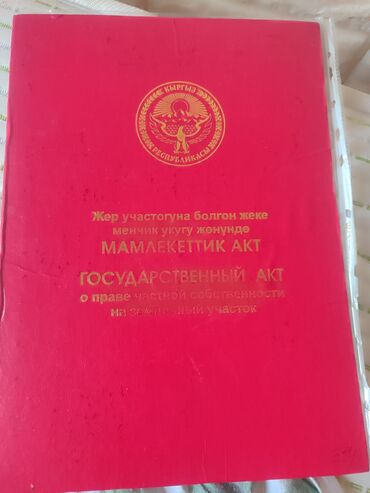 КЫРГЫЗ
РЕСПУБЛИКАСЫ
Жер участогуна болгон жеке
менчик укугу жөнүндө
МАМЛЕКЕТТИК АКТ
ГОСУДАРСТВЕННЫЙ АКТ
о праве частной собственности
на земельный участок